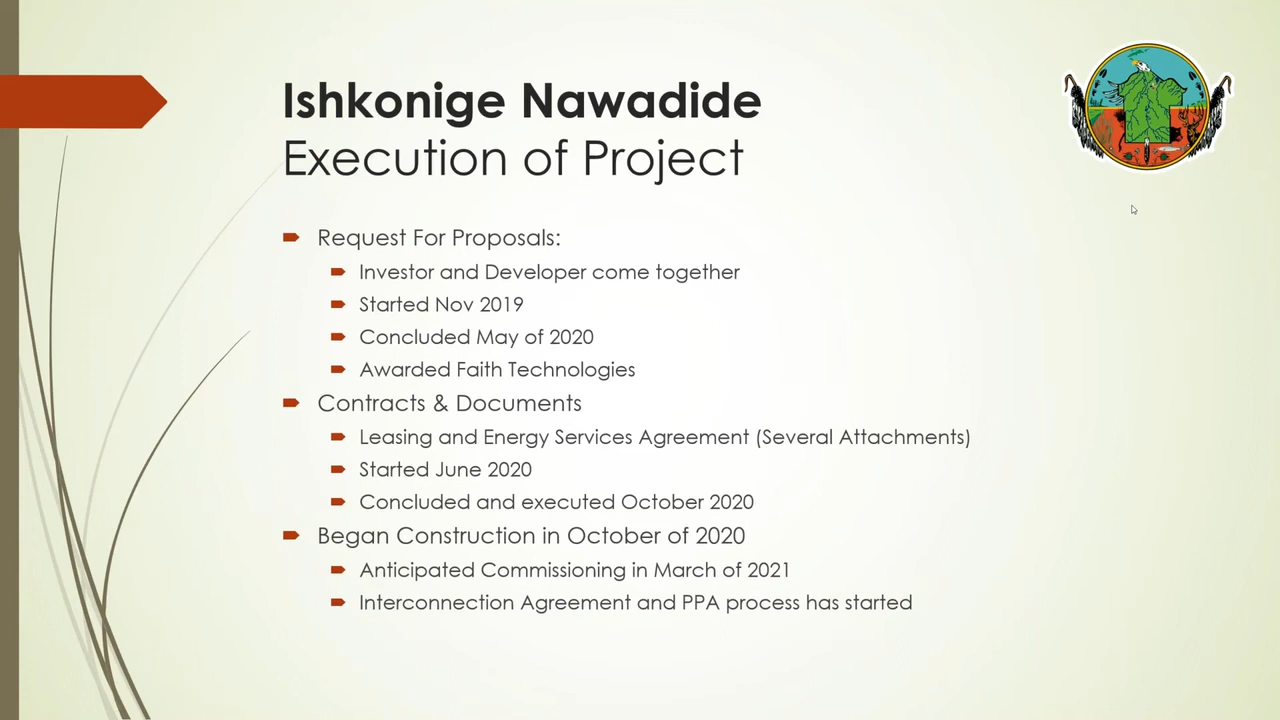 Ishkonige Nawadide
Execution of Project
Request For Proposals:
Investor and Developer come together
Started Nov 2019
Concluded May of 2020
Awarded Faith Technologies
Contracts & Documents
Leasing and Energy Services Agreement (Several Attachments)
Started June 2020
Concluded and executed October 2020
Began Construction in October of 2020
Anticipated Commissioning in March of 2021
Interconnection Agreement and PPA process has started